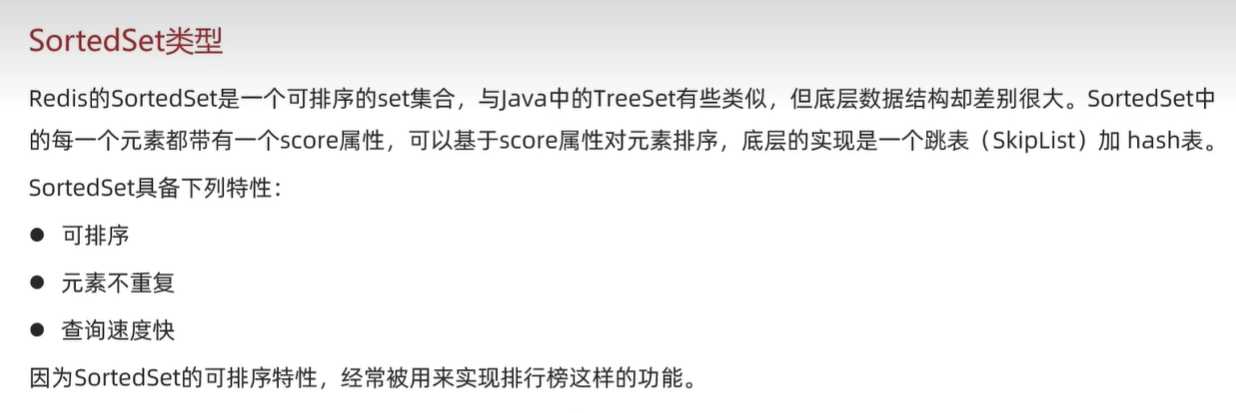 SortedSet类型
Redis的SortedSet是一个可排序的set集合，与Java中的TreeSet有些类似，但底层数据结构却差别很大。SortedSet中
的每一个元素都带有一个score属性，可以基于score属性对元素排序，底层的实现是一个跳表（SkipList）加 hash表。
SortedSet具备下列特性：
● 可排序
● 元素不重复
● 查询速度快
因为SortedSet的可排序特性，经常被用来实现排行榜这样的功能。